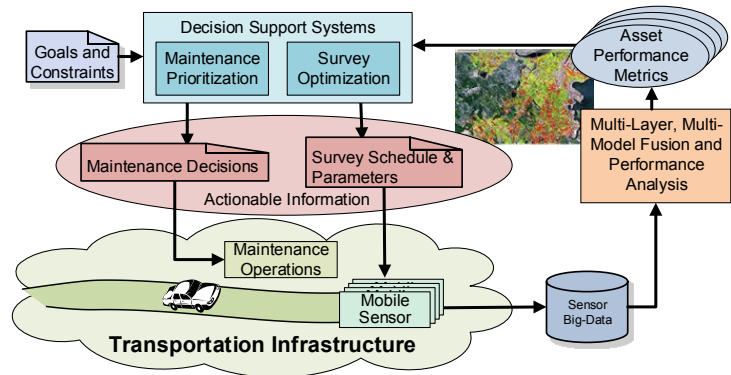 Decision Support Systems
Goals and
Constraints
Maintenance
Prioritization
Survey
Optimization
Asset
Performance
Metrics
Multi-Layer, Multi-
Model Fusion and
Performance
Analysis
Maintenance Decisions
Survey Schedule &
Parameters
Actionable Information
Maintenance
Operations
Mobile
Sensor
Sensor
Big-Data
Transportation Infrastructure